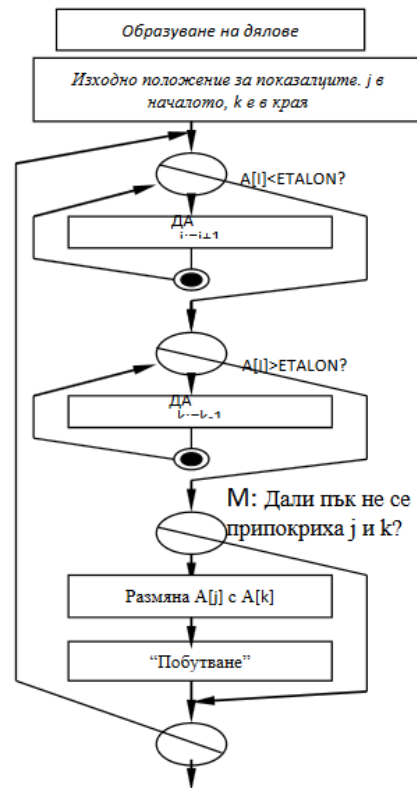 Образуване на дялове
Изходно положение за показалците. j в
началото, k е в края
A[I]<ETALON?
ДА
A[I]>ETALON?
ДА
М: Дали пък не се
припокриха j и k?
Размяна A[j] с A[k]
“Побутване”